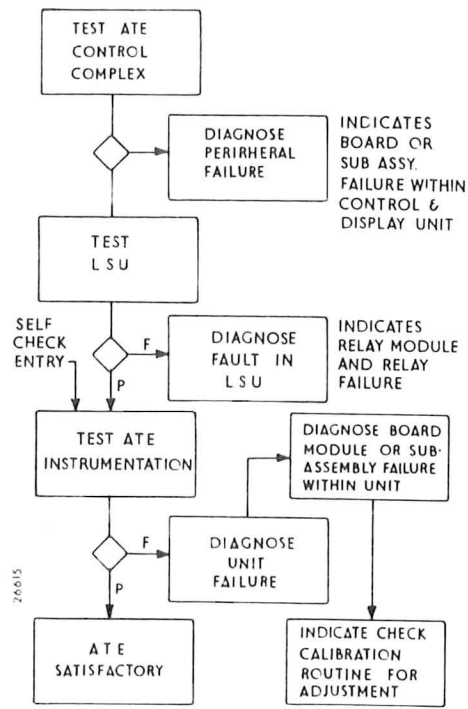 TEST ATE
CONTROL
COMPLEX
DIAGNOSE
PERIRHERAL
FAILURE
INDICATES
BOARD OR
SUB ASSY.
FAILURE WITHIN
CONTROL &
DISPLAY UNIT
TEST
LSU
SELF
CHECK
ENTRY
F
P
DIAGNOSE
FAULT IN
LSU
INDICATES
RELAY MODULE
AND RELAY
FAILURE
TEST ATE
INSTRUMENTATION
DIAGNOSE BOARD
MODULE OR SUB-
ASSEMBLY FAILURE
WITHIN UNIT
F
P
DIAGNOSE
UNIT
FAILURE
26615
ATE
SATISFACTORY
INDICATE CHECK
CALIBRATION
ROUTINE FOR
ADJUSTMENT